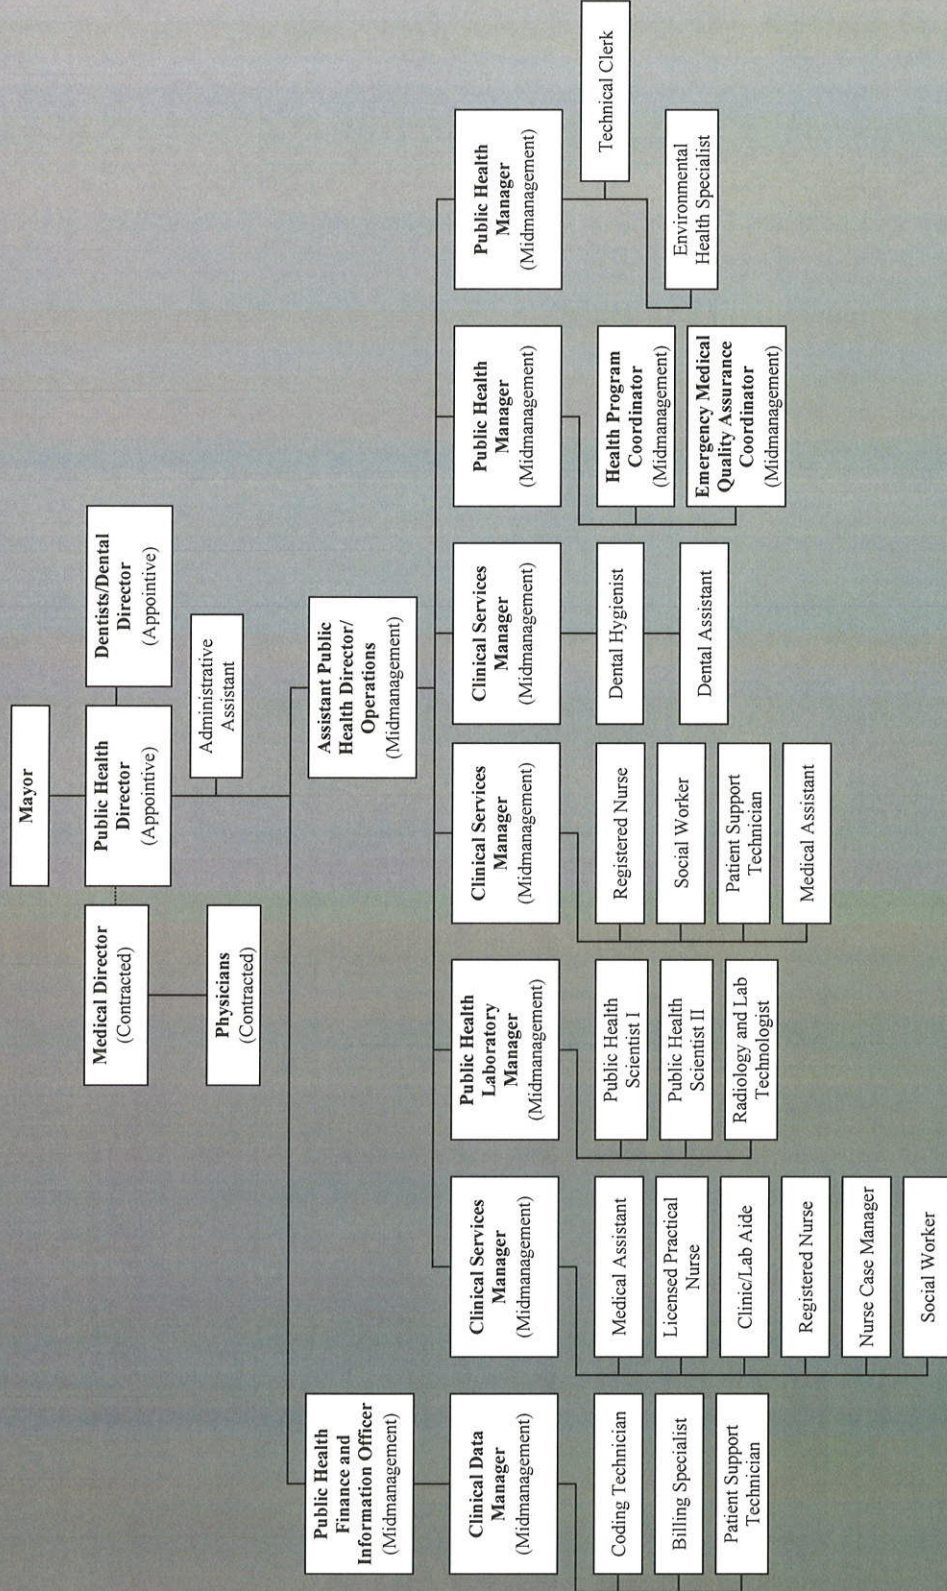 Mayor
Medical Director
(Contracted)
Public Health
Director
(Appointive)
Dentists/Dental
Director
(Appointive)
Physicians
(Contracted)
Administrative
Assistant
Public Health
Finance and
Information Officer
(Midmanagement)
Assistant Public
Health Director/
Operations
(Midmanagement)
Clinical Data
Manager
(Midmanagement)
Coding Technician
Billing Specialist
Patient Support
Technician
Clinical Services
Manager
(Midmanagement)
Medical Assistant
Licensed Practical
Nurse
Clinic/Lab Aide
Registered Nurse
Nurse Case Manager
Social Worker
Public Health
Laboratory
Manager
(Midmanagement)
Public Health
Scientist I
Public Health
Scientist II
Radiology and Lab
Technologist
Clinical Services
Manager
(Midmanagement)
Registered Nurse
Social Worker
Patient Support
Technician
Medical Assistant
Clinical Services
Manager
(Midmanagement)
Dental Hygienist
Dental Assistant
Public Health
Manager
(Midmanagement)
Health Program
Coordinator
(Midmanagement)
Emergency Medical
Quality Assurance
Coordinator
(Midmanagement)
Public Health
Manager
(Midmanagement)
Technical Clerk
Environmental
Health Specialist